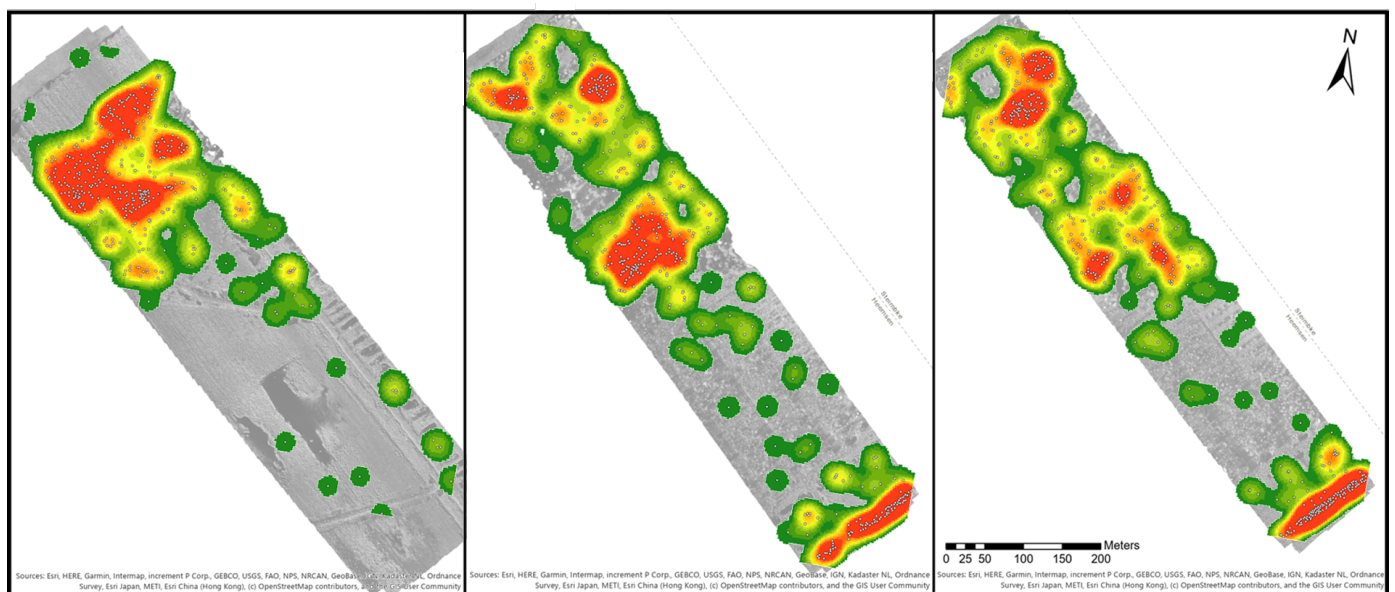 N
Steimbke
Heemsen
Steimbke
Heemsen
0 25 50 100 150 200 Meters
Sources: Esri, HERE, Garmin, Intermap, increment P Corp., GEBCO, USGS, FAO, NPS, NRCAN, GeoBase, IGN, Kadaster NL, Ordnance
Survey, Esri Japan, METI, Esri China (Hong Kong), (c) OpenStreetMap contributors, and the GIS User Community
Sources: Esri, HERE, Garmin, Intermap, increment P Corp., GEBCO, USGS, FAO, NPS, NRCAN, GeoBase, IGN, Kadaster NL, Ordnance
Survey, Esri Japan, METI, Esri China (Hong Kong), (c) OpenStreetMap contributors, and the GIS User Community
Sources: Esri, HERE, Garmin, Intermap, increment P Corp., GEBCO, USGS, FAO, NPS, NRCAN, GeoBase, IGN, Kadaster NL, Ordnance
Survey, Esri Japan, METI, Esri China (Hong Kong), (c) OpenStreetMap contributors, and the GIS User Community